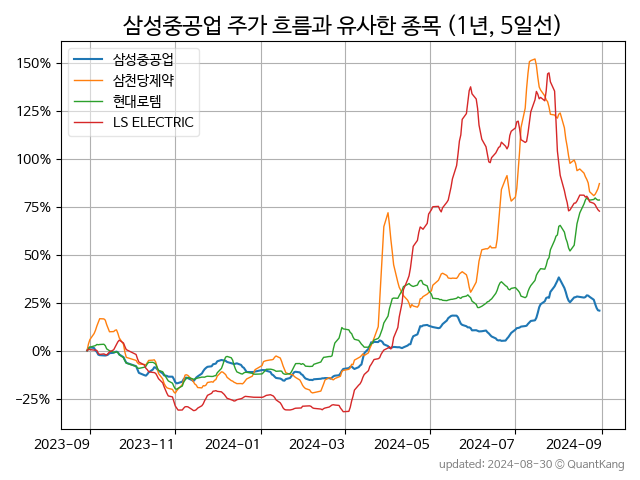 삼성중공업 주가 흐름과 유사한 종목 (1년, 5일선)
삼성중공업
삼천당제약
현대로템
LS ELECTRIC
150%
125%
100%
75%
50%
25%
0%
−25%
2023-09 2023-11 2024-01 2024-03 2024-05 2024-07 2024-09
updated: 2024-08-30 © QuantKang